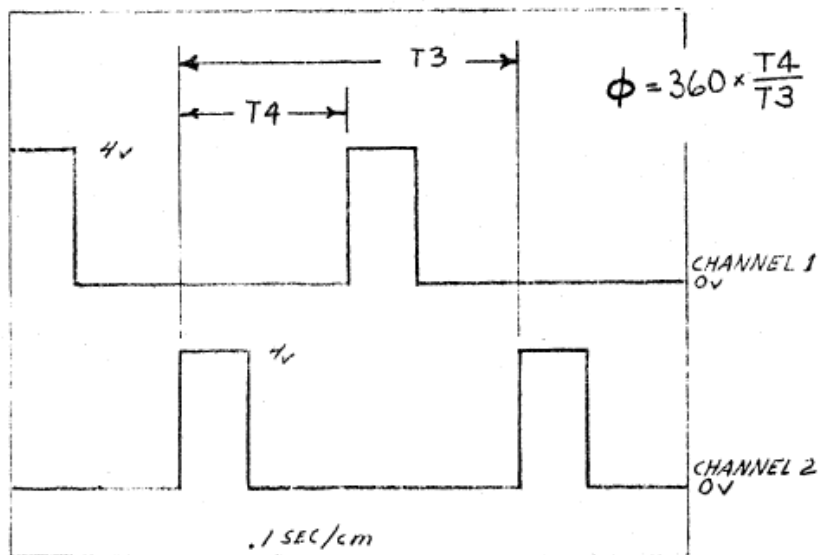 T3
T4
ϕ = 360 × T4/T3
4v
CHANNEL 1
0v
4v
CHANNEL 2
0v
.1 SEC/cm